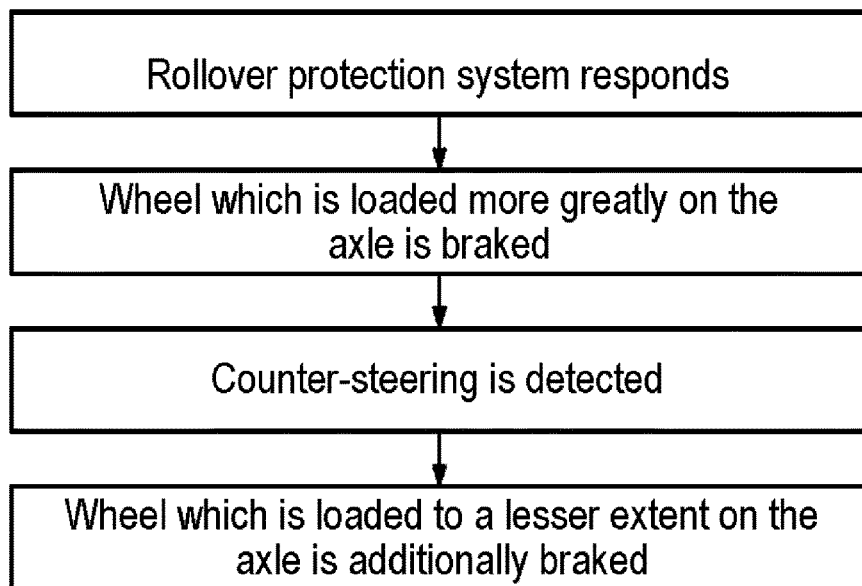 Rollover protection system responds
Wheel which is loaded more greatly on the
axle is braked
Counter-steering is detected
Wheel which is loaded to a lesser extent on the
axle is additionally braked